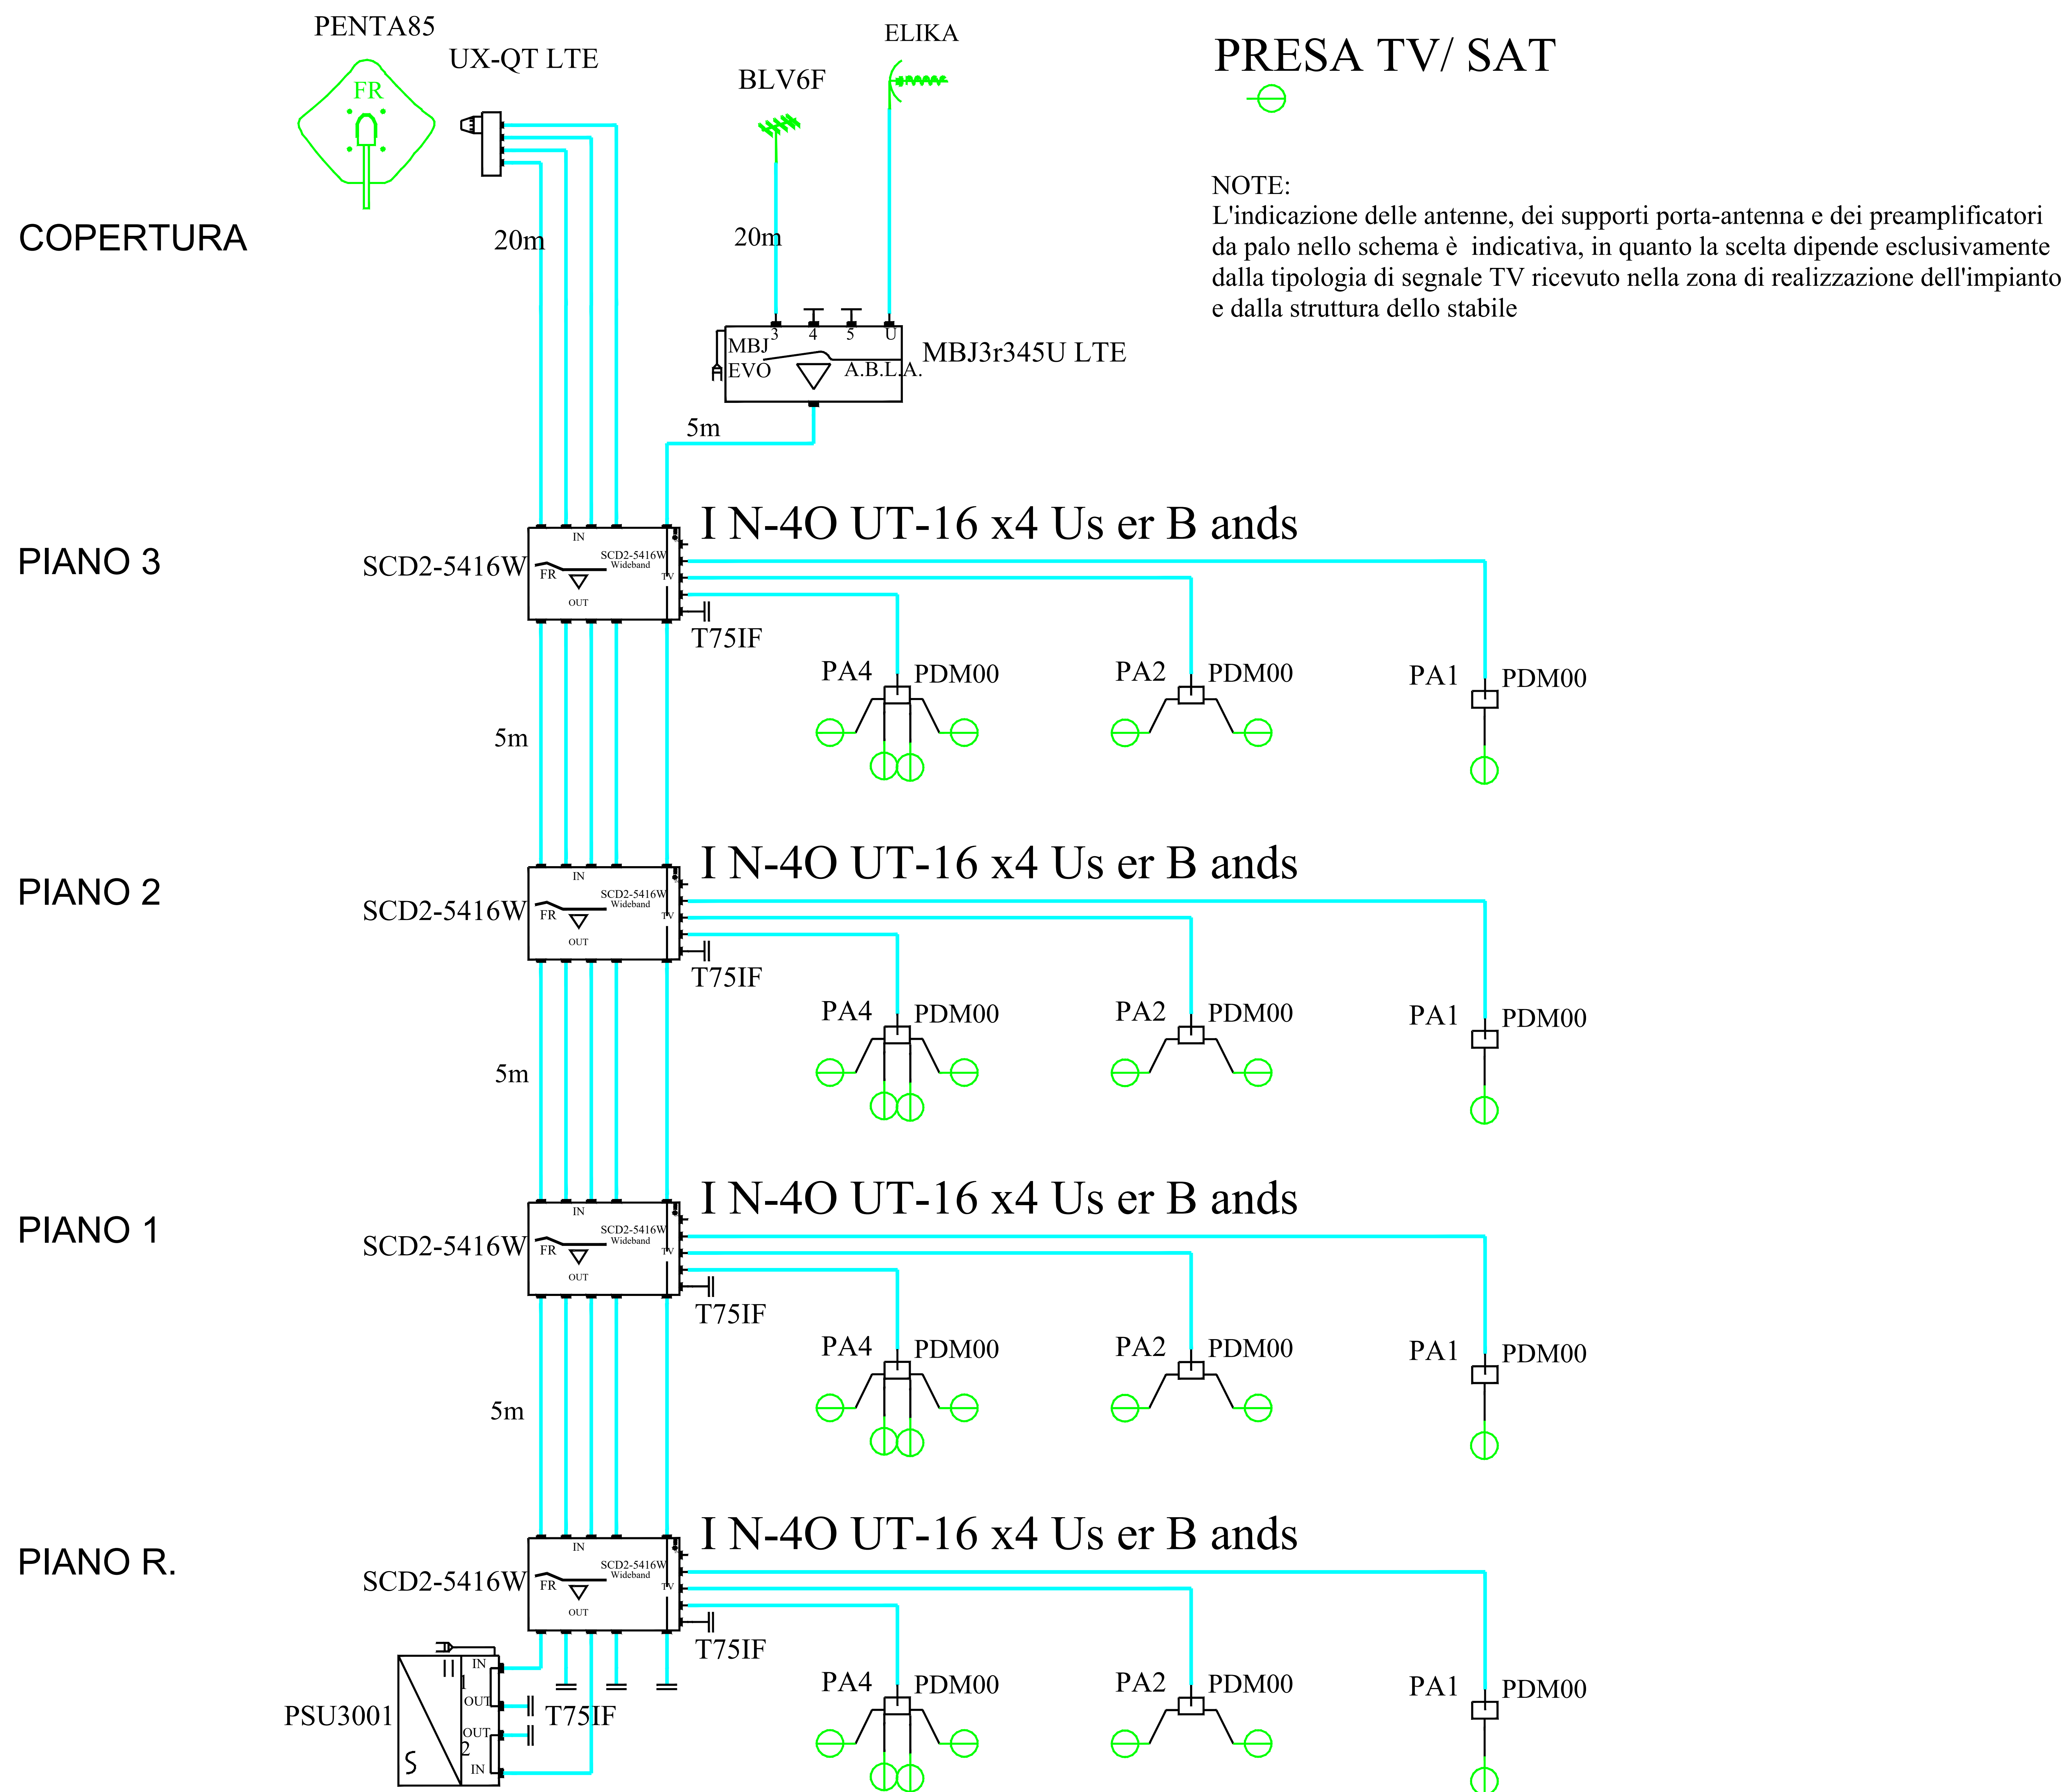 PENTA85
UX-QT LTE
FR
BLV6F
ELIKA
PRESA TV/ SAT
NOTE:
L'indicazione delle antenne, dei supporti porta-antenna e dei preamplificatori
da palo nello schema è indicativa, in quanto la scelta dipende esclusivamente
dalla tipologia di segnale TV ricevuto nella zona di realizzazione dell'impianto
e dalla struttura dello stabile
COPERTURA
20m
20m
3 4 5 U
MBJ
EVO
A.B.L.A.
MBJ3r345U LTE
5m
PIANO 3
SCD2-5416W
IN
SCD2-5416W
Wideband
FR
TV
OUT
I N-4O UT-16 x4 Us er B ands
T75IF
PA4 PDM00
PA2 PDM00
PA1 PDM00
5m
PIANO 2
SCD2-5416W
IN
SCD2-5416W
Wideband
FR
TV
OUT
I N-4O UT-16 x4 Us er B ands
T75IF
PA4 PDM00
PA2 PDM00
PA1 PDM00
5m
PIANO 1
SCD2-5416W
IN
SCD2-5416W
Wideband
FR
TV
OUT
I N-4O UT-16 x4 Us er B ands
T75IF
PA4 PDM00
PA2 PDM00
PA1 PDM00
5m
PIANO R.
SCD2-5416W
IN
SCD2-5416W
Wideband
FR
TV
OUT
I N-4O UT-16 x4 Us er B ands
T75IF
PA4 PDM00
PA2 PDM00
PA1 PDM00
PSU3001
IN
1
OUT
OUT
2
IN
S
T75IF